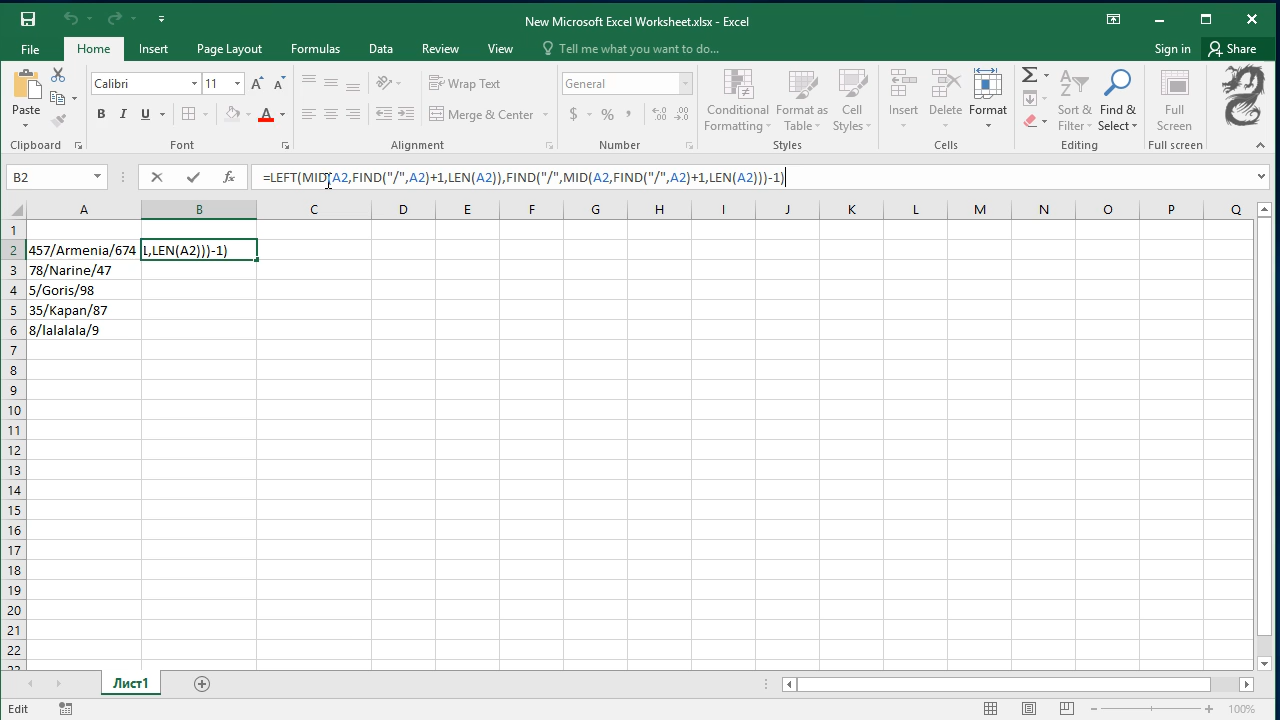 New Microsoft Excel Worksheet.xlsx - Excel
File Home Insert Page Layout Formulas Data Review View Tell me what you want to do... Sign in Share
Paste Calibri 11 Wrap Text General Conditional Formatting Format as Table Cell Styles Insert Delete Format Sort & Filter Find & Select Full Screen
B I U A Merge & Center $ % ,
Clipboard Font Alignment Number Styles Cells Editing Full screen
B2 fx =LEFT(MID(A2,FIND("/",A2)+1,LEN(A2)),FIND("/",MID(A2,FIND("/",A2)+1,LEN(A2)))-1)
A B C D E F G H I J K L M N O P Q
1
2 457/Armenia/674 L,LEN(A2)))-1)
3 78/Narine/47
4 5/Goris/98
5 35/Kapan/87
6 8/lalalala/9
7
8
9
10
11
12
13
14
15
16
17
18
19
20
21
22
23
Лист1
Edit 100%